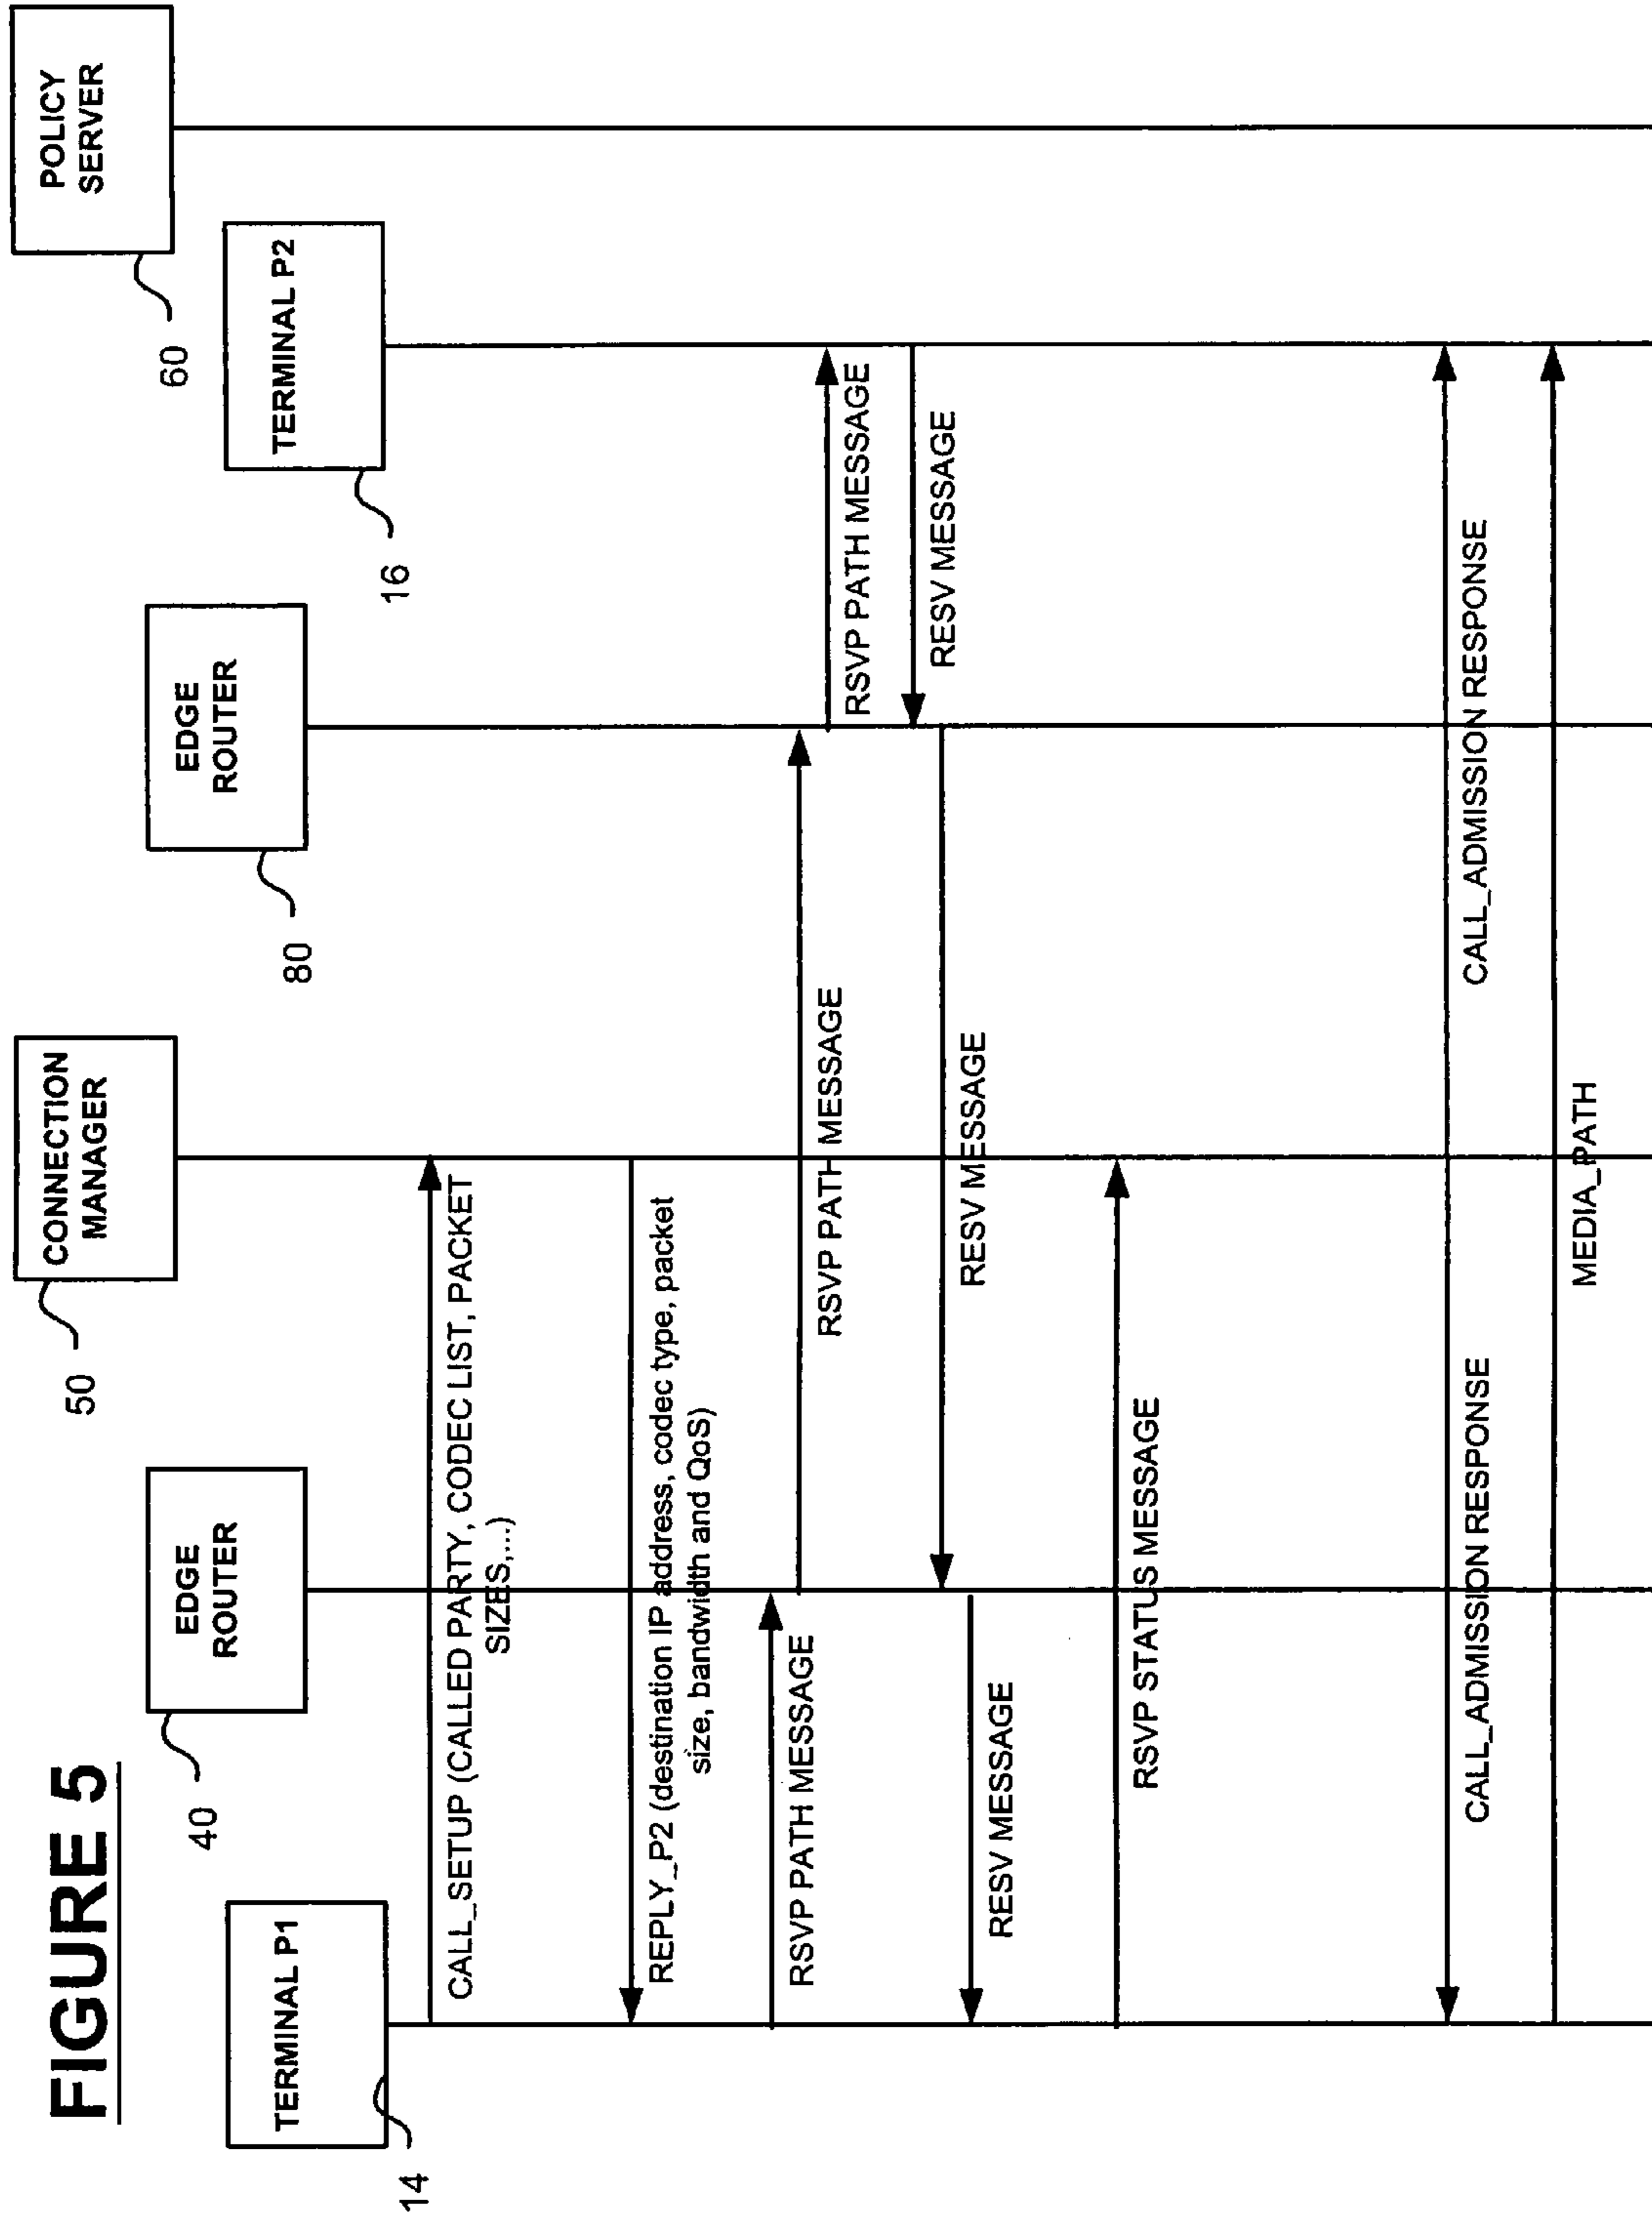 FIGURE 5
TERMINAL P1
14
EDGE
ROUTER
40
CONNECTION
MANAGER
50
EDGE
ROUTER
80
TERMINAL P2
16
POLICY
SERVER
60
CALL_SETUP (CALLED PARTY, CODEC LIST, PACKET
SIZES,...)
REPLY_P2 (destination IP address, codec type, packet
size, bandwidth and QoS)
RSVP PATH MESSAGE
RSVP PATH MESSAGE
RSVP PATH MESSAGE
RESV MESSAGE
RESV MESSAGE
RESV MESSAGE
RSVP STATUS MESSAGE
CALL_ADMISSION RESPONSE
CALL_ADMISSION RESPONSE
MEDIA_PATH